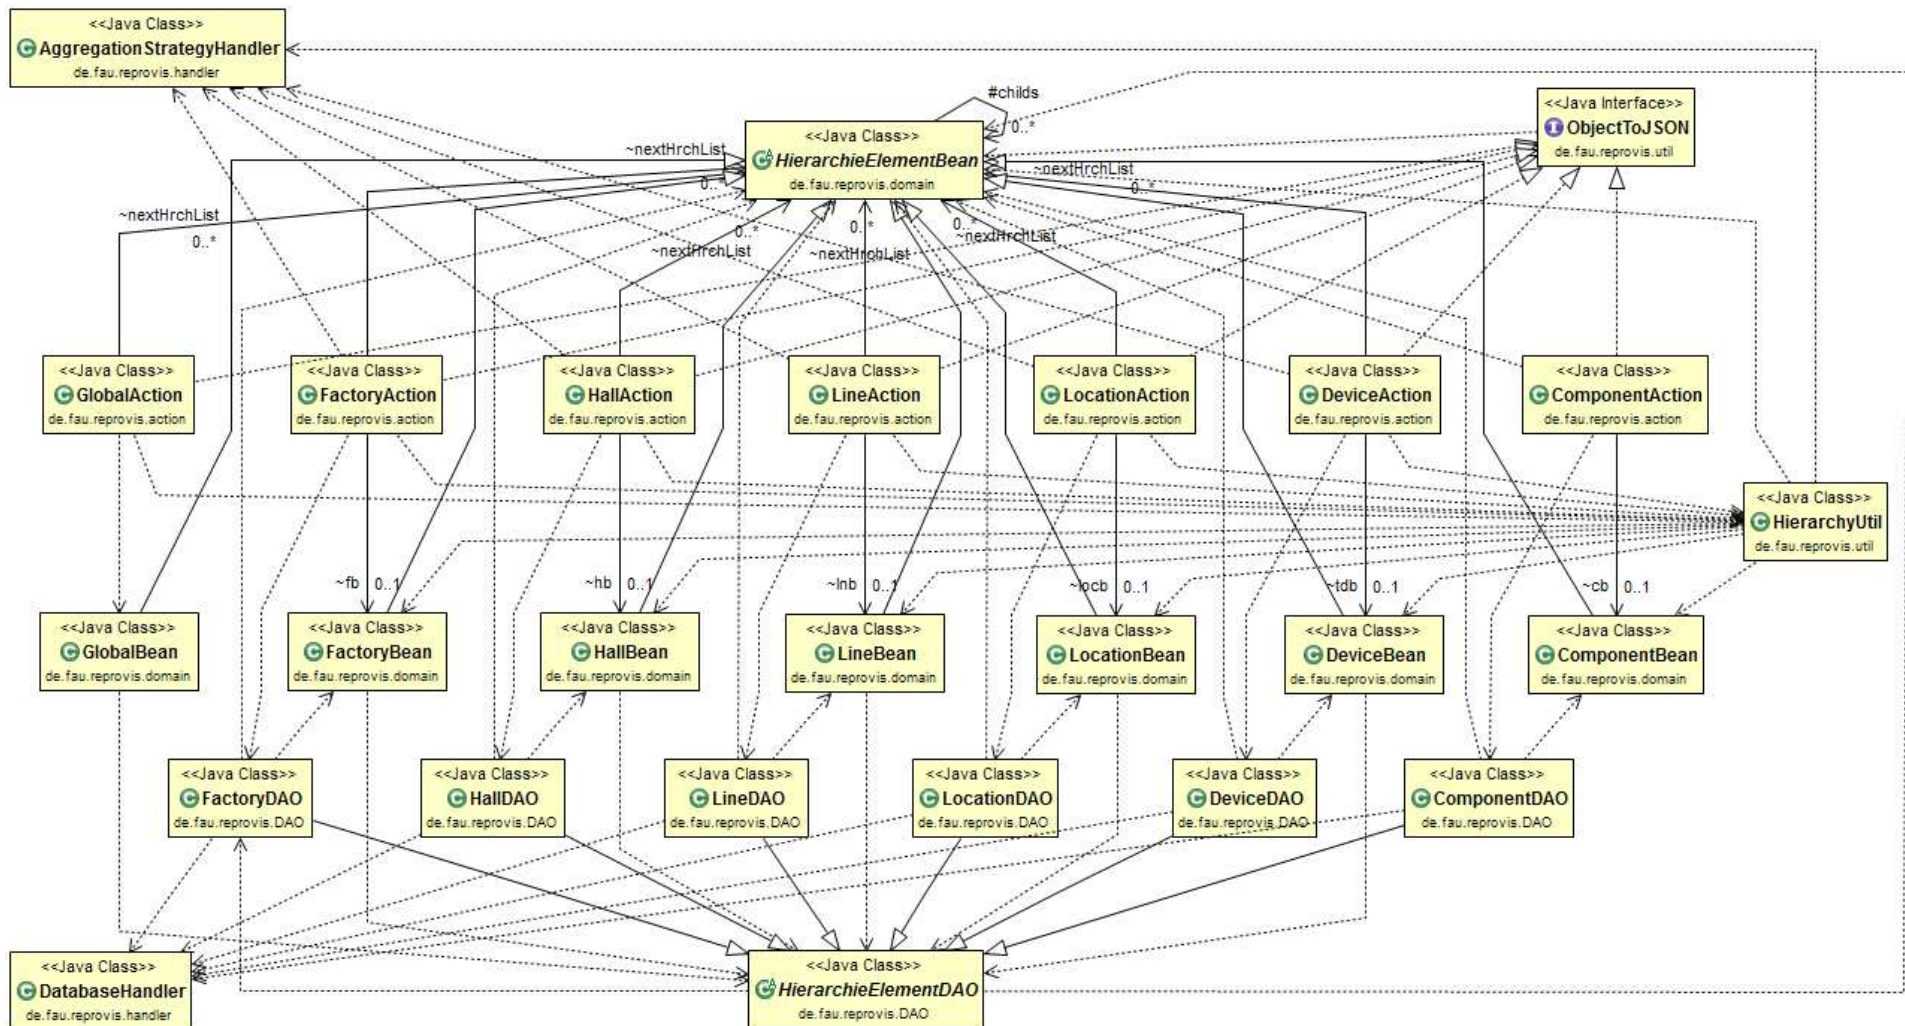 <<Java Class>>
AggregationStrategyHandler
de.fau.reprovis.handler
#childs
0..*
<<Java Class>>
HierarchieElementBean
de.fau.reprovis.domain
<<Java Interface>>
ObjectToJSON
de.fau.reprovis.util
~nextHrchList
0..
~nextHrchList
0..*
~nextHrchList
0..*
0..*
~nextHrchList
0..*
~nextHrchList
0..*
~nextHrchList
<<Java Class>>
GlobalAction
de.fau.reprovis.action
<<Java Class>>
FactoryAction
de.fau.reprovis.action
<<Java Class>>
HallAction
de.fau.reprovis.action
<<Java Class>>
LineAction
de.fau.reprovis.action
<<Java Class>>
LocationAction
de.fau.reprovis.action
<<Java Class>>
DeviceAction
de.fau.reprovis.action
<<Java Class>>
ComponentAction
de.fau.reprovis.action
<<Java Class>>
HierarchyUtil
de.fau.reprovis.util
~fb 0..1
~hb 0..1
~lnb 0..1
~locb 0..1
~tdb 0..1
~cb 0..1
<<Java Class>>
GlobalBean
de.fau.reprovis.domain
<<Java Class>>
FactoryBean
de.fau.reprovis.domain
<<Java Class>>
HallBean
de.fau.reprovis.domain
<<Java Class>>
LineBean
de.fau.reprovis.domain
<<Java Class>>
LocationBean
de.fau.reprovis.domain
<<Java Class>>
DeviceBean
de.fau.reprovis.domain
<<Java Class>>
ComponentBean
de.fau.reprovis.domain
<<Java Class>>
FactoryDAO
de.fau.reprovis.DAO
<<Java Class>>
HallDAO
de.fau.reprovis.DAO
<<Java Class>>
LineDAO
de.fau.reprovis.DAO
<<Java Class>>
LocationDAO
de.fau.reprovis.DAO
<<Java Class>>
DeviceDAO
de.fau.reprovis.DAO
<<Java Class>>
ComponentDAO
de.fau.reprovis.DAO
<<Java Class>>
DatabaseHandler
de.fau.reprovis.handler
<<Java Class>>
HierarchieElementDAO
de.fau.reprovis.DAO